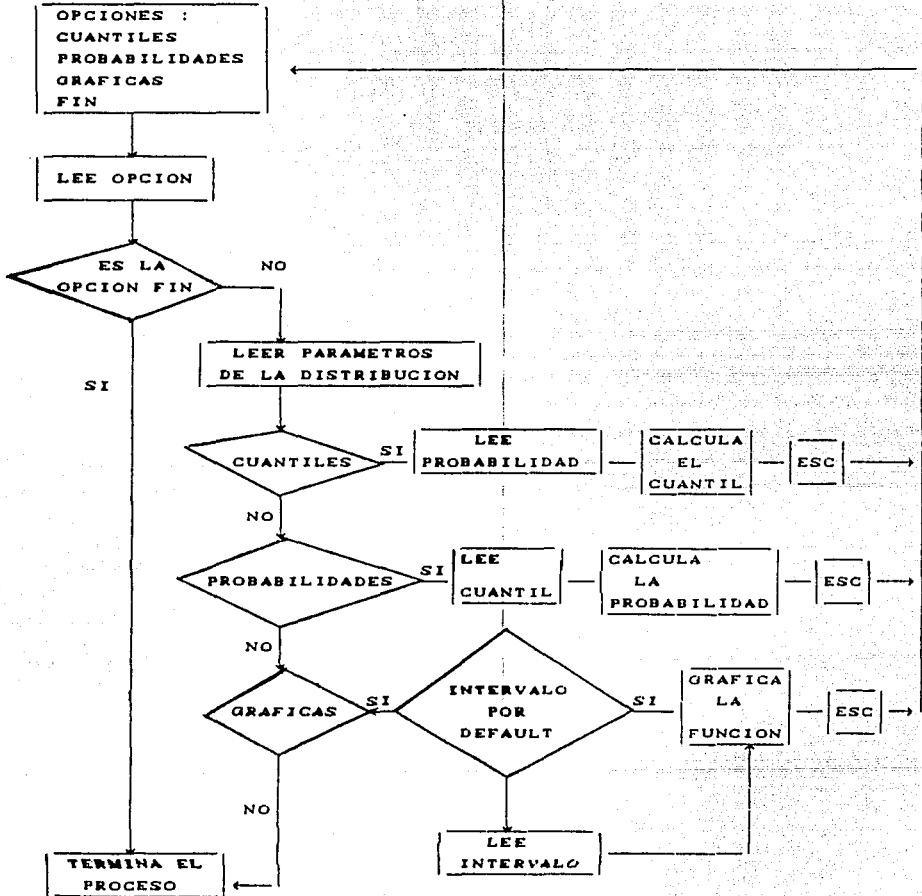 OPCIONES :
CUANTILES
PROBABILIDADES
GRAFICAS
FIN
LEE OPCION
ES LA
OPCION FIN
NO
SI
LEER PARAMETROS
DE LA DISTRIBUCION
CUANTILES
SI
LEE
PROBABILIDAD
CALCULA
EL
CUANTIL
ESC
NO
PROBABILIDADES
SI
LEE
CUANTIL
CALCULA
LA
PROBABILIDAD
ESC
NO
GRAFICAS
SI
INTERVALO
POR
DEFAULT
SI
GRAFICA
LA
FUNCION
ESC
NO
LEE
INTERVALO
TERMINA EL
PROCESO